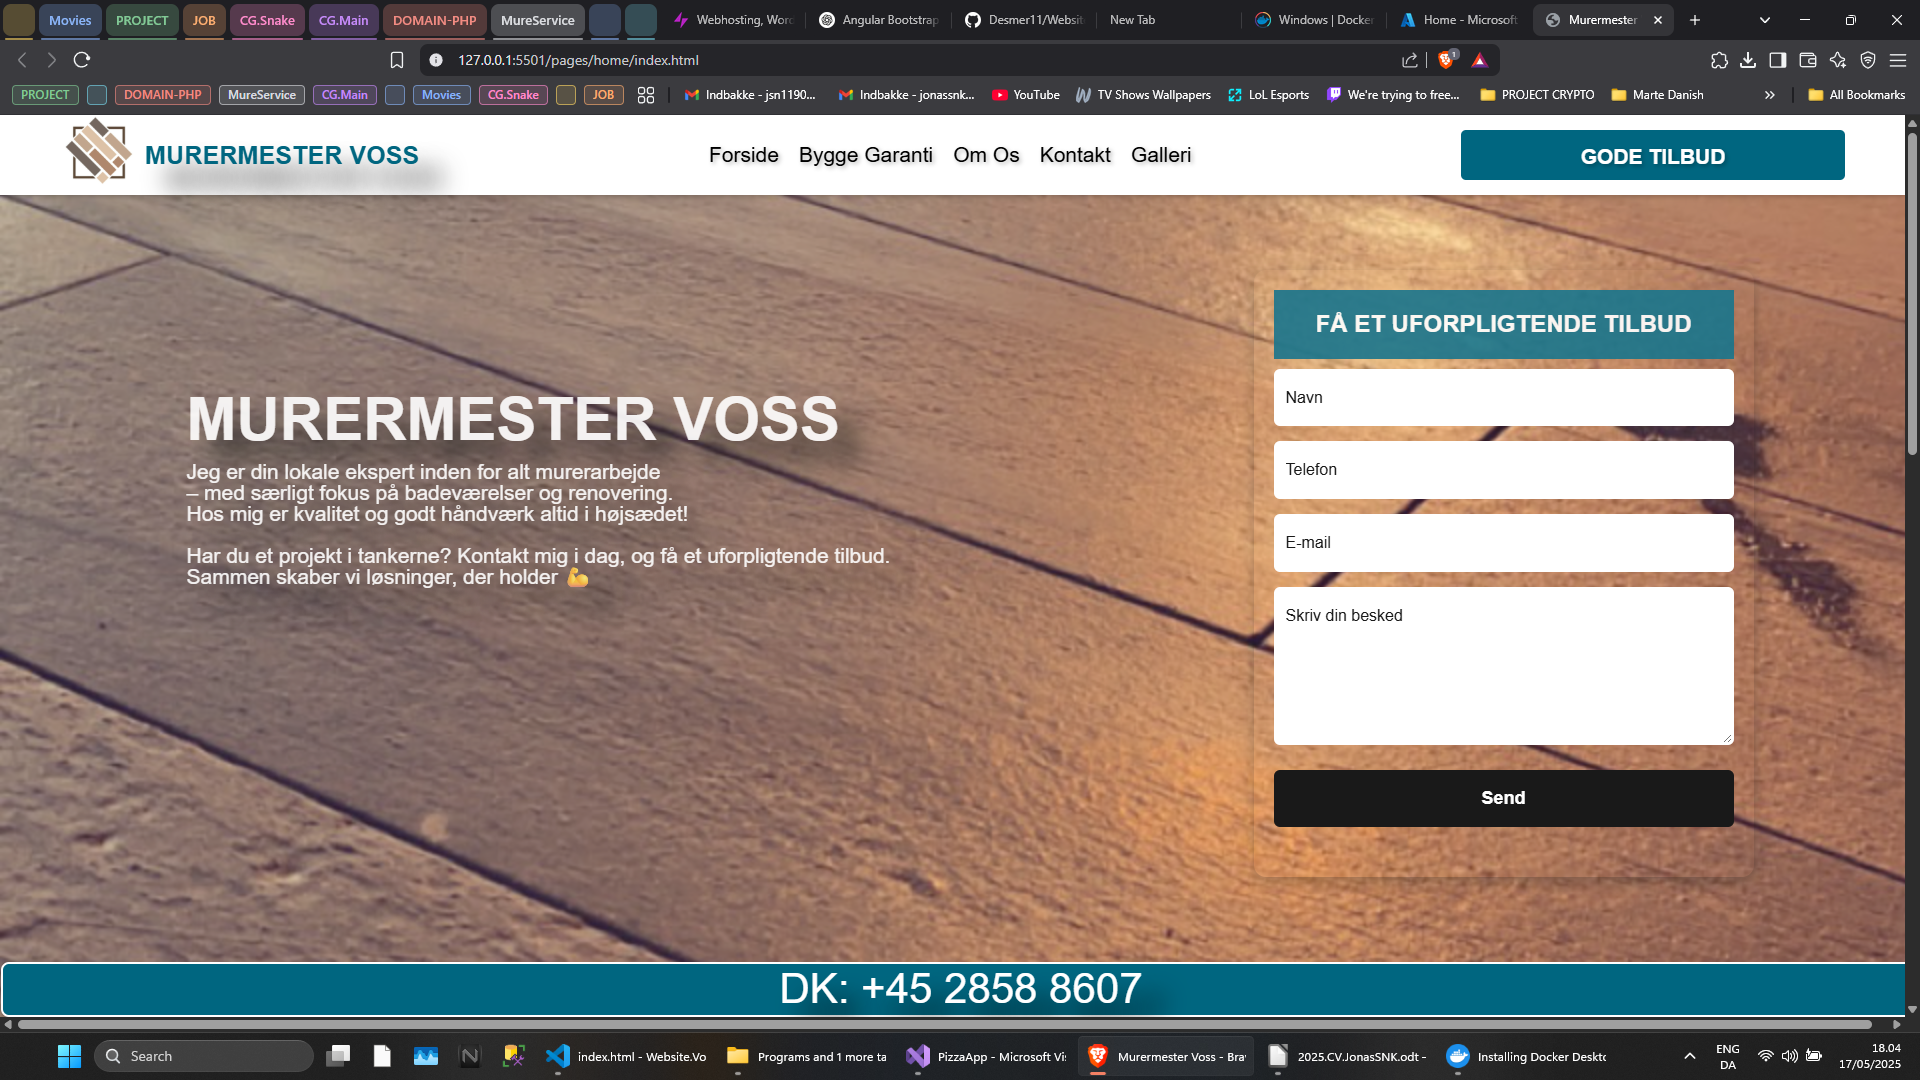 Movies
PROJECT
JOB
CG.Snake
CG.Main
DOMAIN-PHP
MureService
Webhosting, Word
Angular Bootstrap
Desmer11/Website
New Tab
Windows | Docker
Home - Microsoft
Murermester
127.0.0.1:5501/pages/home/index.html
1
PROJECT
DOMAIN-PHP
MureService
CG.Main
Movies
CG.Snake
JOB
Indbakke - jsn1190...
Indbakke - jonassnk...
YouTube
TV Shows Wallpapers
LoL Esports
We're trying to free...
PROJECT CRYPTO
Marte Danish
All Bookmarks
MURERMESTER VOSS
Forside
Bygge Garanti
Om Os
Kontakt
Galleri
GODE TILBUD
MURERMESTER VOSS
Jeg er din lokale ekspert inden for alt murerarbejde
– med særligt fokus på badeværelser og renovering.
Hos mig er kvalitet og godt håndværk altid i højsædet!
Har du et projekt i tankerne? Kontakt mig i dag, og få et uforpligtende tilbud.
Sammen skaber vi løsninger, der holder 💪
FÅ ET UFORPLIGTENDE TILBUD
Navn
Telefon
E-mail
Skriv din besked
Send
DK: +45 2858 8607
Search
index.html - Website.Vo
Programs and 1 more ta
PizzaApp - Microsoft Vi
Murermester Voss - Bra
2025.CV.JonasSNK.odt -
Installing Docker Deskto
ENG
DA
18.04
17/05/2025